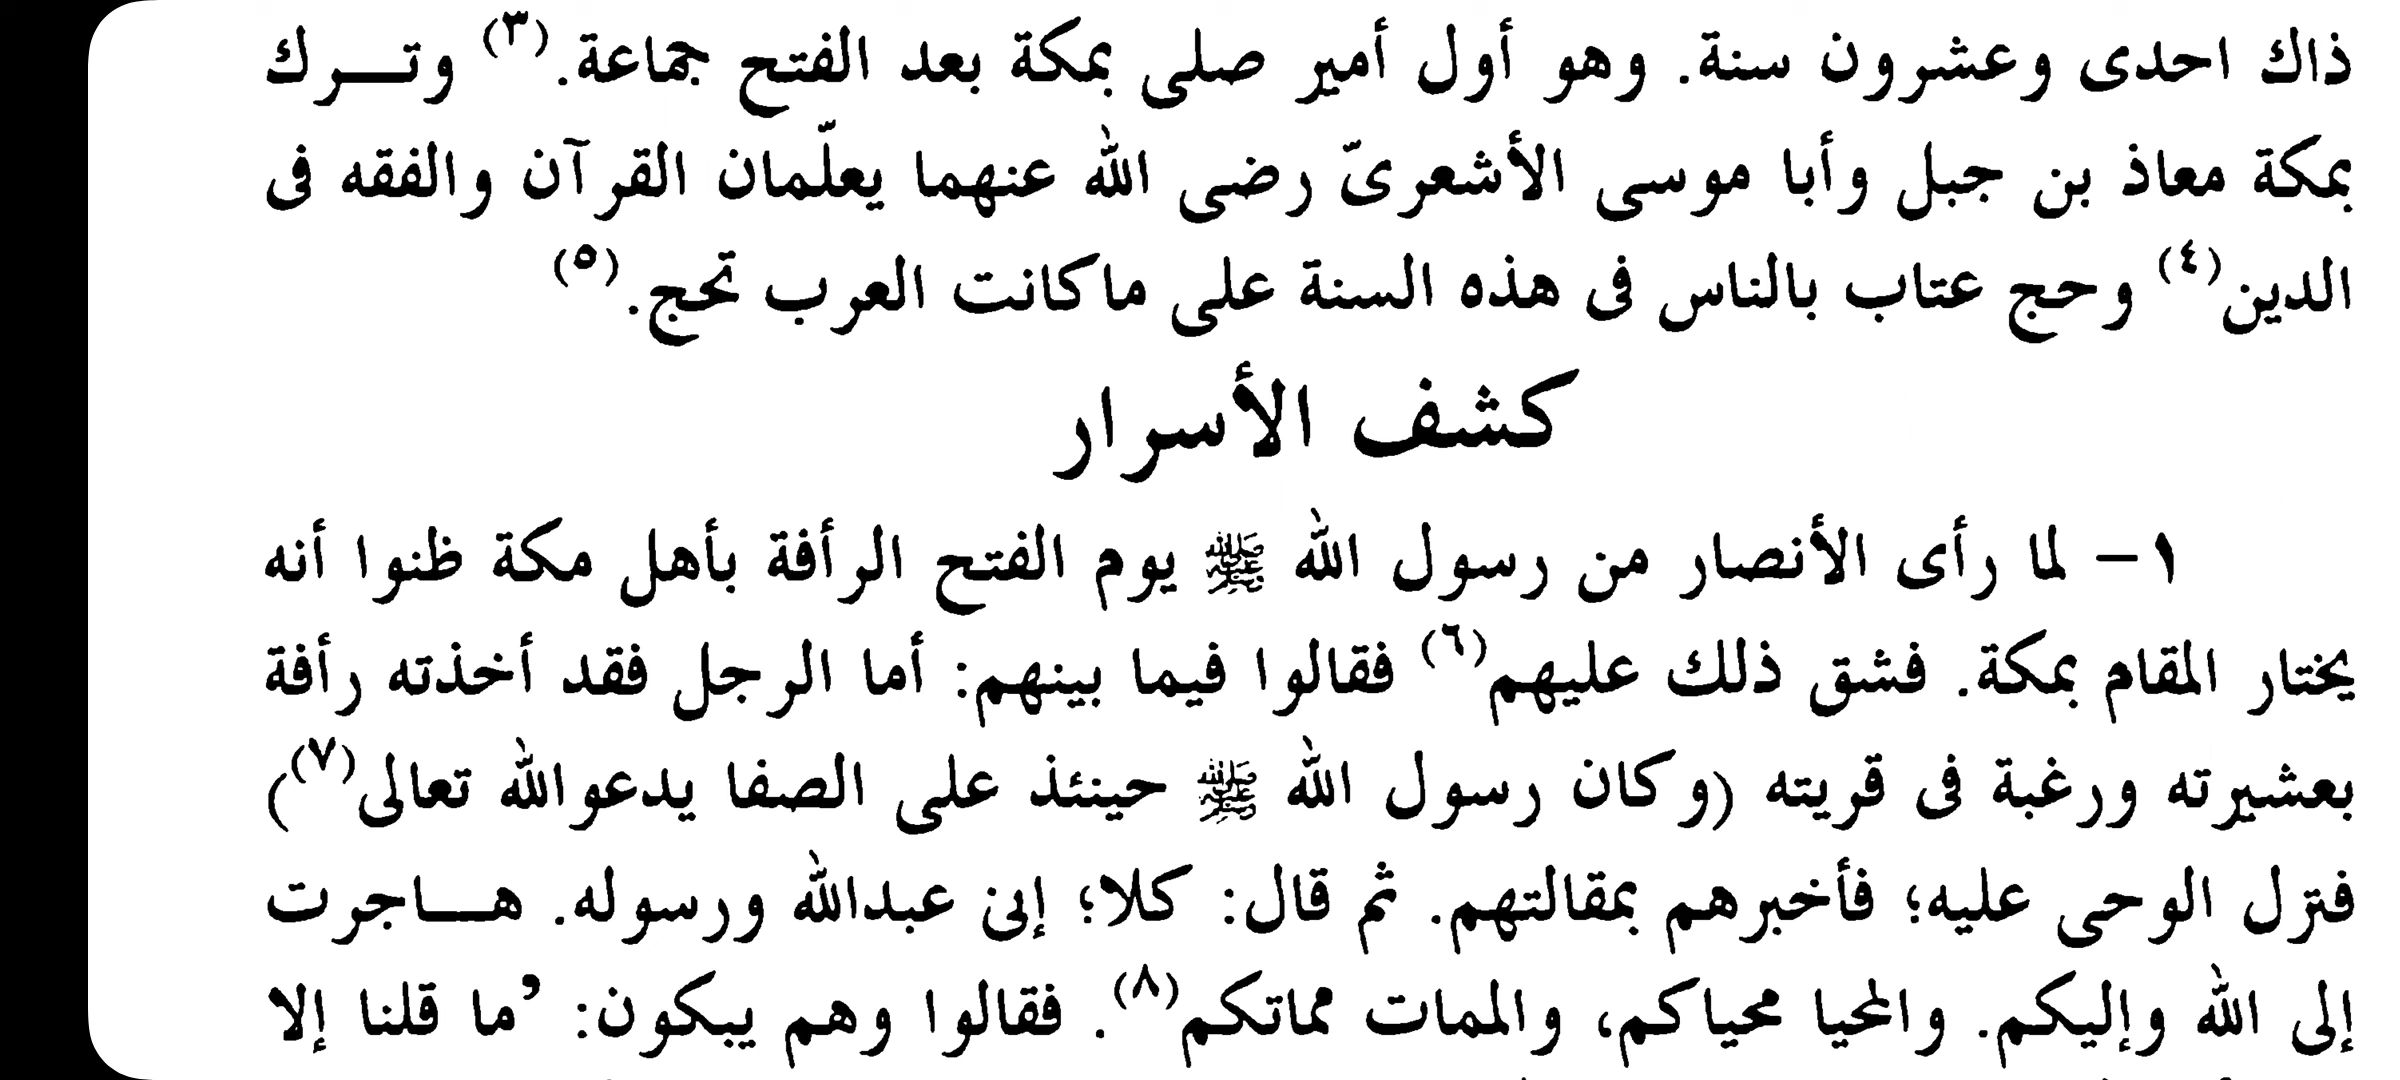 ذاك احدى وعشرون سنة. وهو أول أمير صلى بمكة بعد الفتح جماعة.(٣) وتـــرك
بمكة معاذ بن جبل وأبا موسى الأشعرىّ رضى الله عنهما يعلّمان القرآن والفقه فى
الدين(٤) وحج عتاب بالناس فى هذه السنة على ماكانت العرب تحج.(٥)
كشف الأسرار
١- لما رأى الأنصار من رسول الله ﷺ يوم الفتح الرأفة بأهل مكة ظنوا أنه
يختار المقام بمكة. فشق ذلك عليهم(٦) فقالوا فيما بينهم: أما الرجل فقد أخذته رأفة
بعشيرته ورغبة فى قريته (وكان رسول الله ﷺ حينئذ على الصفا يدعوالله تعالى(٧))
فنزل الوحى عليه؛ فأخبرهم بمقالتهم. ثم قال: كلا؛ إنى عبدالله ورسوله. هـــاجرت
إلى الله وإليكم. والمحيا محياكم، والممات مماتكم(٨). فقالوا وهم يبكون: ’ما قلنا إلا